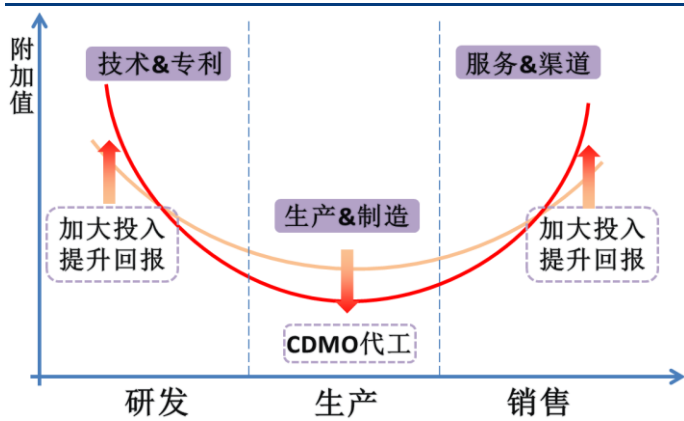 附加值
技术&专利
服务&渠道
生产&制造
加大投入
提升回报
加大投入
提升回报
CDMO代工
研发
生产
销售